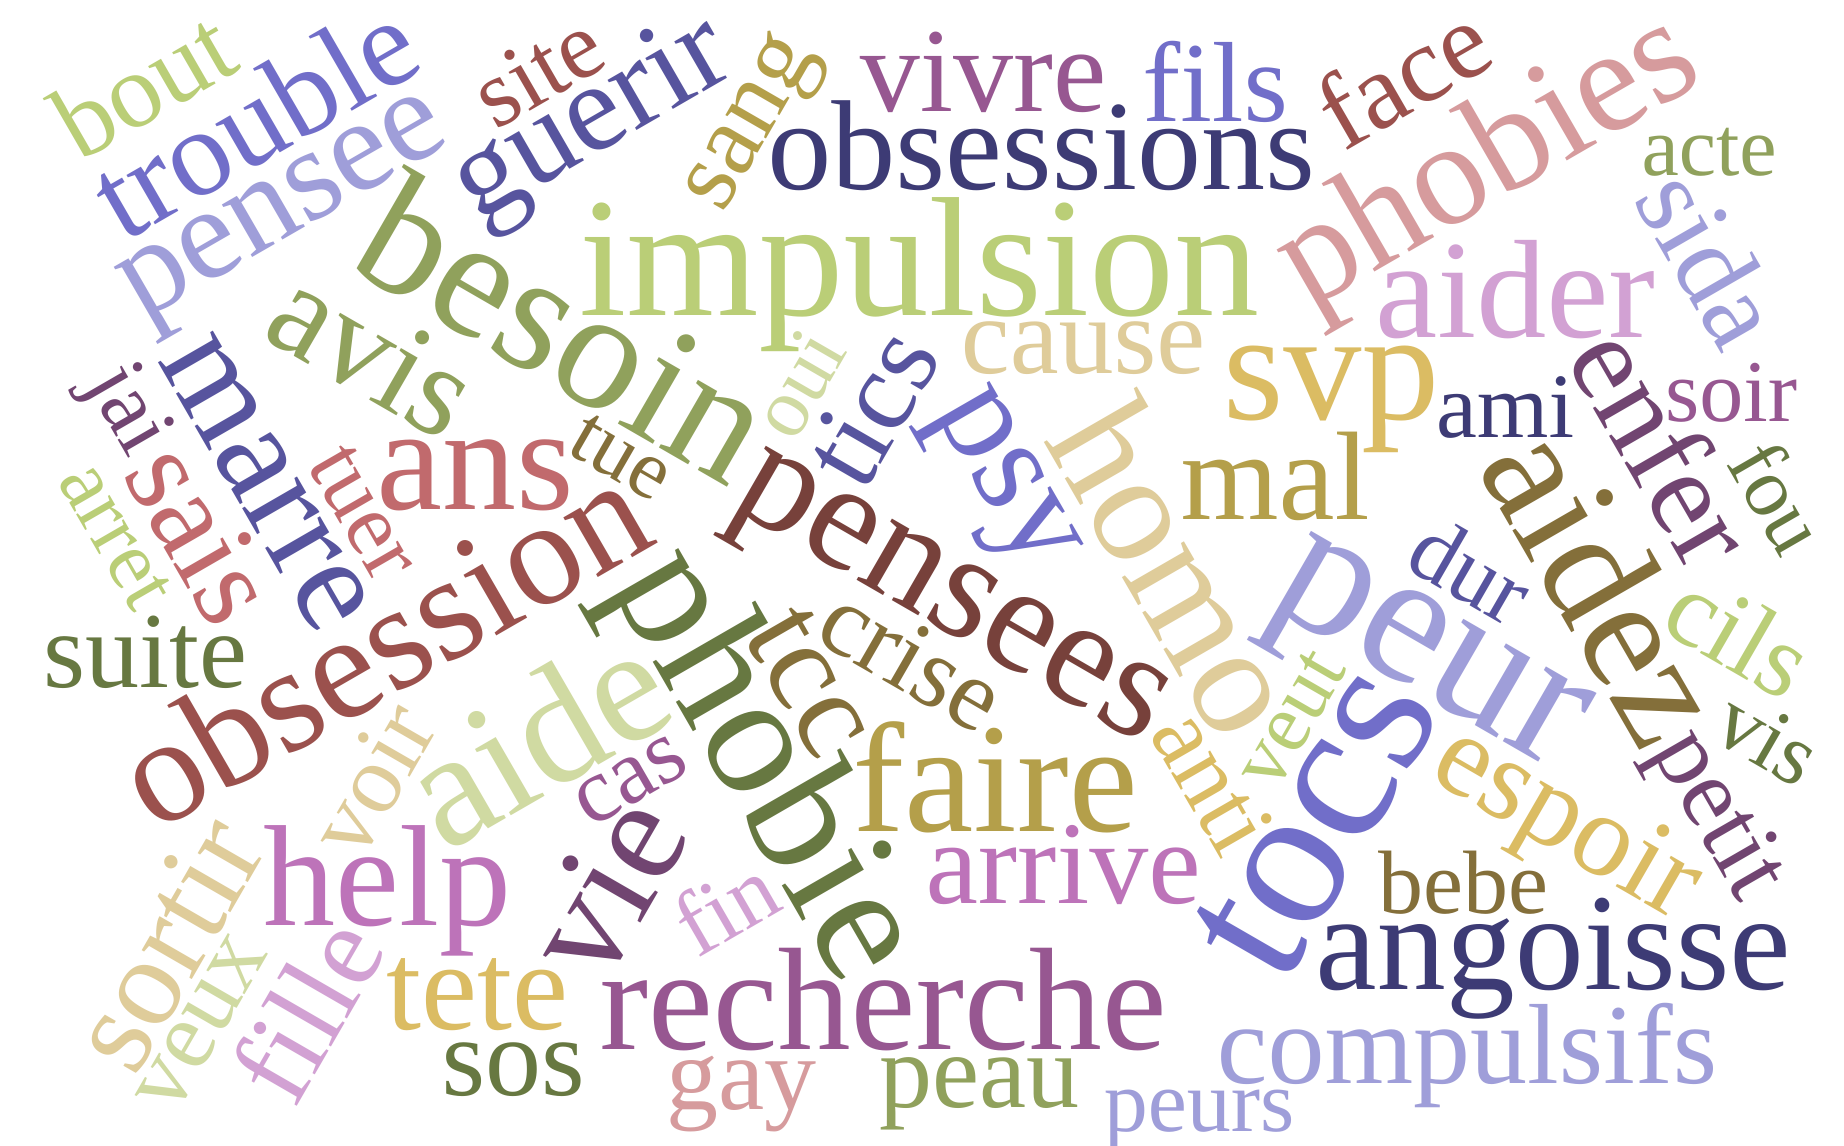 bout
trouble
pensee
site
guerir
sang
vivre
fils
obsessions
face
phobies
acte
sida
besoin
impulsion
aider
avis
cause
oui
tics
svp
ami
enfer
soir
jai
marre
sais
arret
tuer
ans
tue
psy
homo
mal
fou
aidez
pensees
obsession
peur
dur
cils
suite
phobie
tcc
crise
veut
tocs
vis
aide
voir
cas
faire
anti
espoir
petit
sortir
help
vie
fin
arrive
bebe
angoisse
veux
fille
tete
recherche
compulsifs
sos
gay
peau
peurs